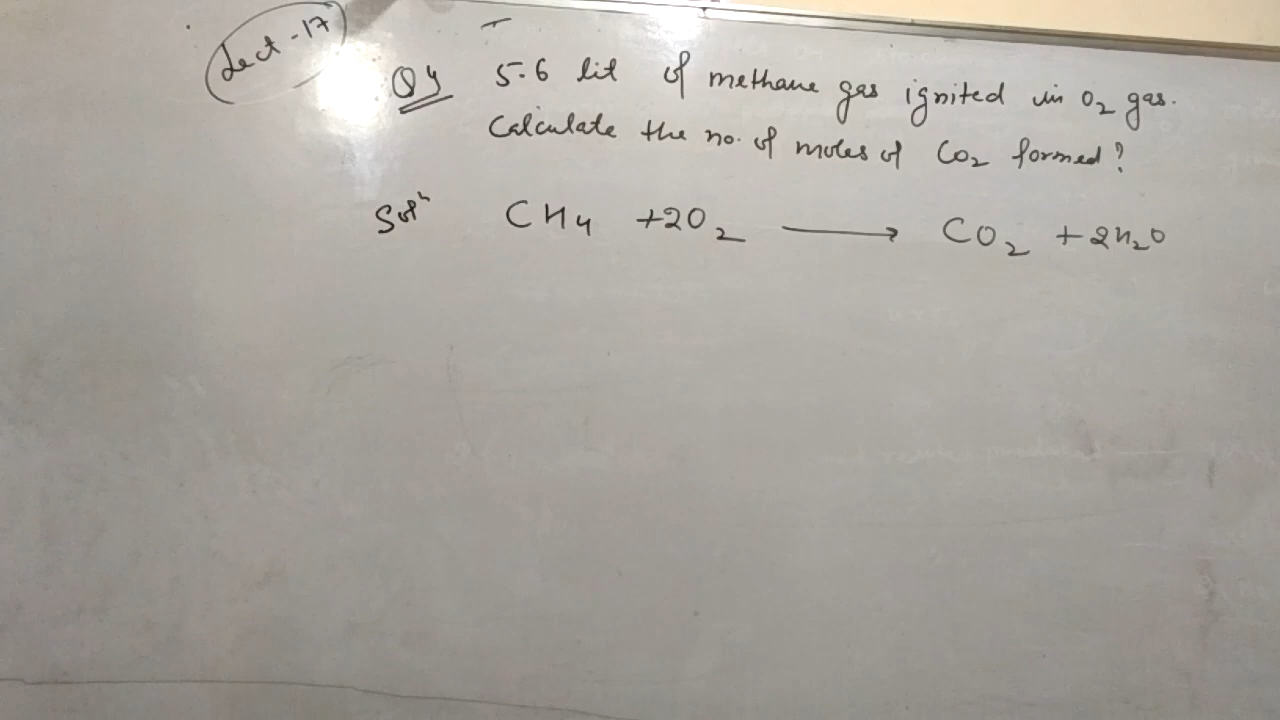 Lect-17
Q4 5.6 lit of methane gas ignited in O2 gas.
Calculate the no. of moles of CO2 formed?
Solⁿ CH4 +2O2 ⟶ CO2 +2H2O